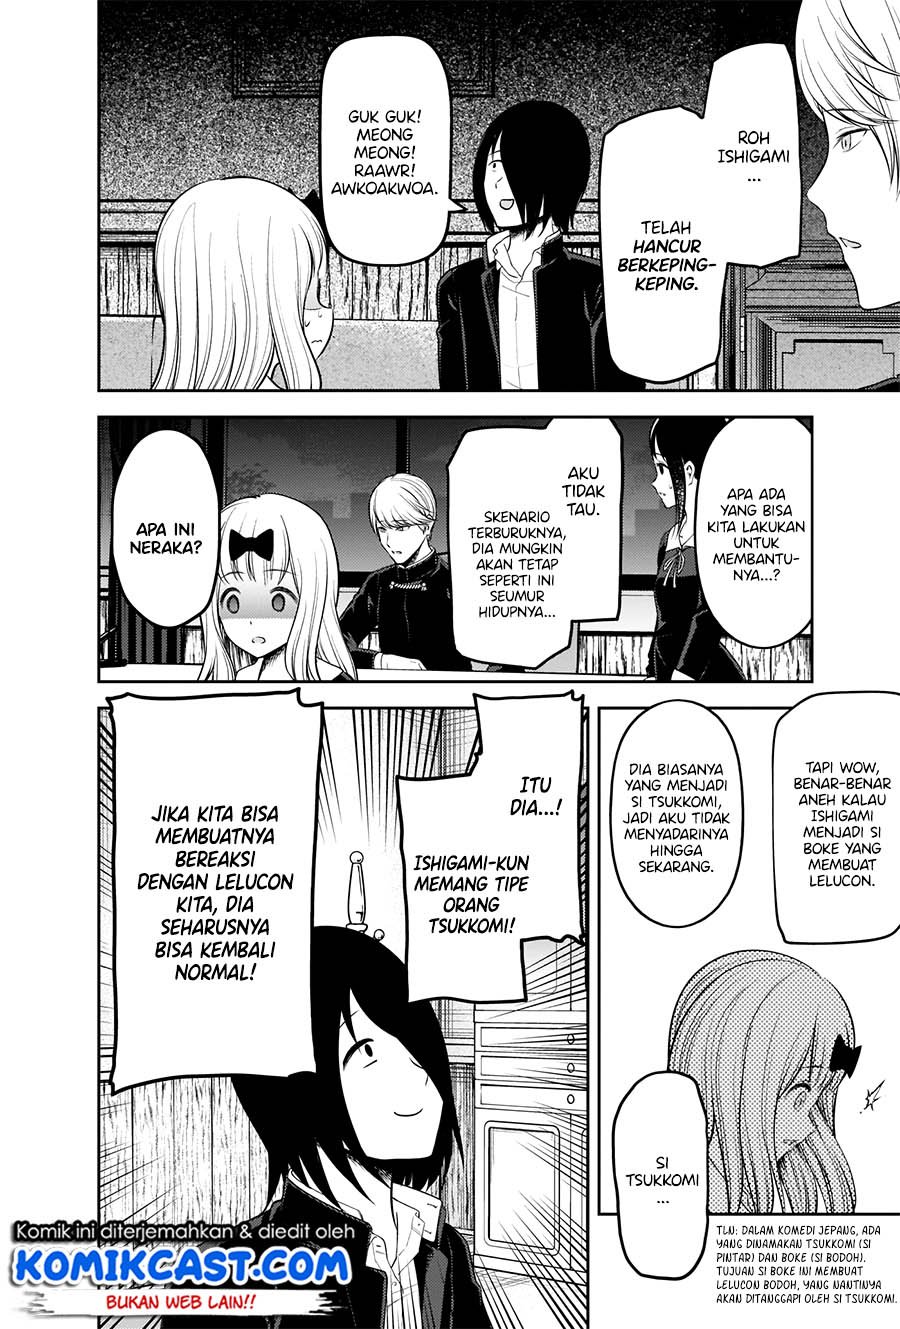 ROH
ISHIGAMI
...
TELAH
HANCUR
BERKEPING-
KEPING.
GUK GUK!
MEONG
MEONG!
RAAWR!
AWKOAKWOA.
APA ADA
YANG BISA
KITA LAKUKAN
UNTUK
MEMBANTU-
NYA...?
AKU
TIDAK
TAU.
SKENARIO
TERBURUKNYA,
DIA MUNGKIN
AKAN TETAP
SEPERTI INI
SEUMUR
HIDUPNYA...
APA INI
NERAKA?
TAPI WOW,
BENAR-BENAR
ANEH KALAU
ISHIGAMI
MENJADI SI
BOKE YANG
MEMBUAT
LELUCON.
DIA BIASANYA
YANG MENJADI
SI TSUKKOMI,
JADI AKU TIDAK
MENYADARINYA
HINGGA
SEKARANG.
SI
TSUKKOMI
...
TLN: DALAM KOMEDI JEPANG, ADA
YANG DINAMAKAN TSUKKOMI (SI
PINTAR) DAN BOKE (SI BODOH).
TUJUAN SI BOKE INI MEMBUAT
LELUCON BODOH, YANG NANTINYA
AKAN DITANGGAPI OLEH SI TSUKKOMI.
ITU
DIA...!
ISHIGAMI-KUN
MEMANG TIPE
ORANG
TSUKKOMI!
JIKA KITA BISA
MEMBUATNYA
BEREAKSI
DENGAN LELUCON
KITA, DIA
SEHARUSNYA
BISA KEMBALI
NORMAL!
Komik ini diterjemahkan & diedit oleh
KOMIKCAST.COM
BUKAN WEB LAIN!!